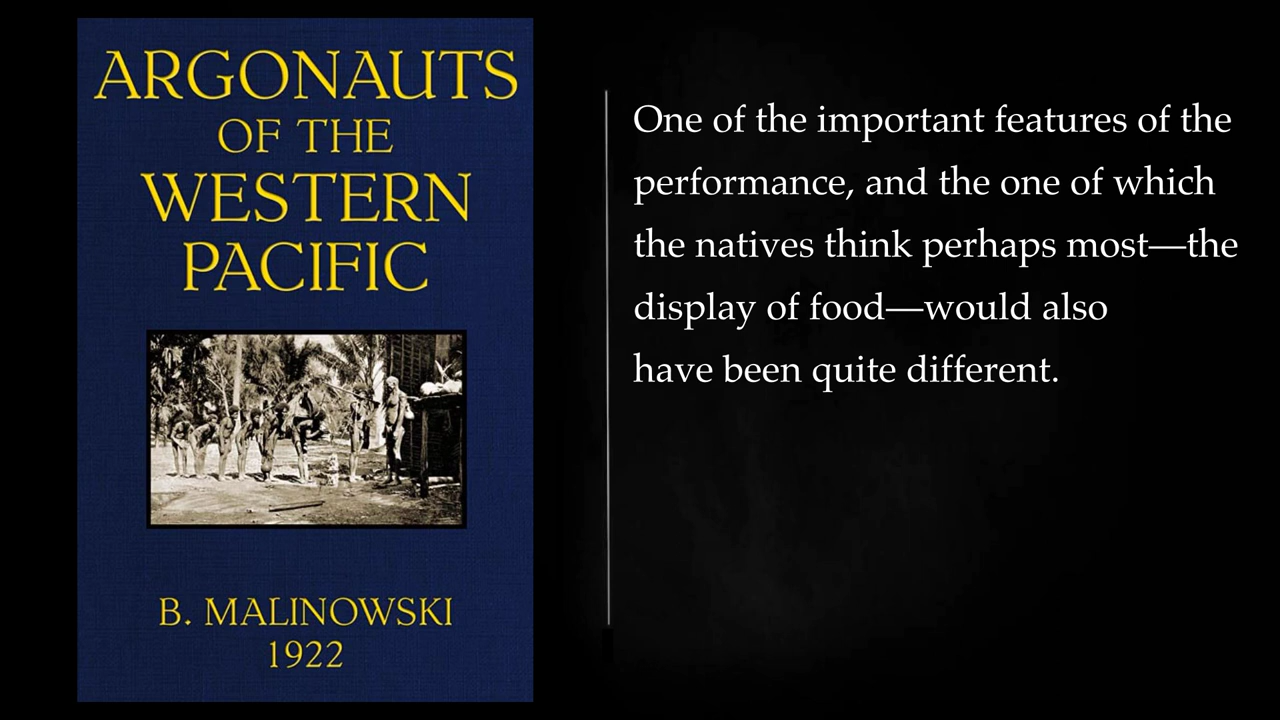 ARGONAUTS
OF THE
WESTERN
PACIFIC
B. MALINOWSKI
1922
One of the important features of the
performance, and the one of which
the natives think perhaps most—the
display of food—would also
have been quite different.